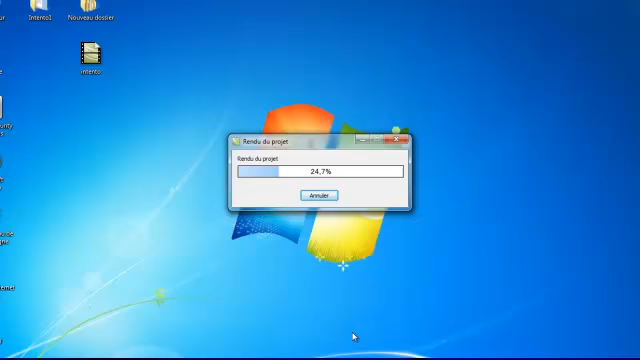 Intento1
Nouveau dossier
intento
Rendu du projet
Rendu du projet
24,7%
Annuler